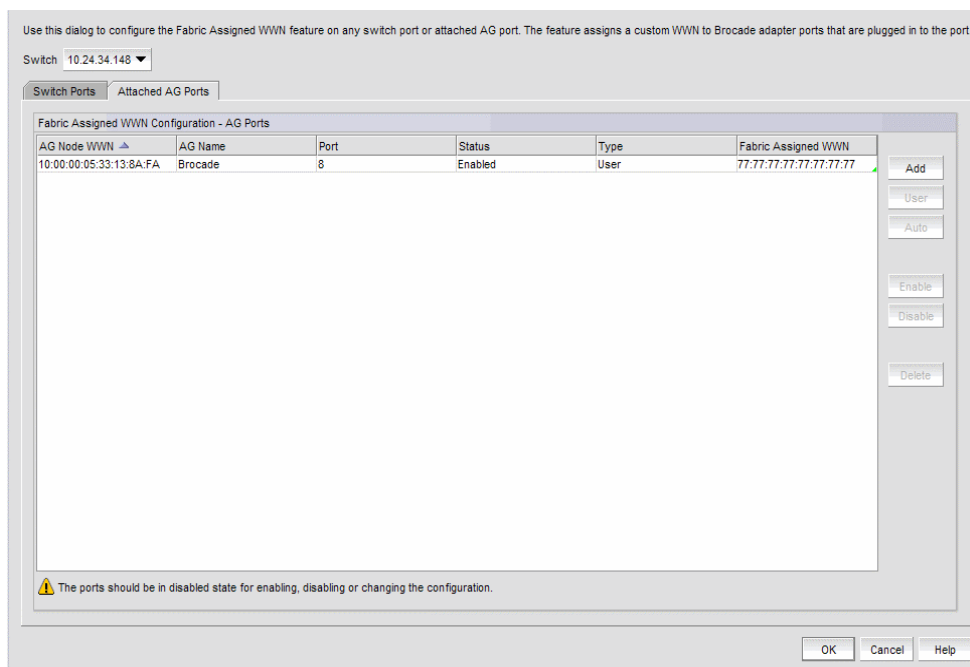 Use this dialog to configure the Fabric Assigned WWN feature on any switch port or attached AG port. The feature assigns a custom WWN to Brocade adapter ports that are plugged in to the port
Switch 10.24.34.148
Switch Ports Attached AG Ports
Fabric Assigned WWN Configuration - AG Ports
AG Node WWN AG Name Port Status Type Fabric Assigned WWN
10:00:00:05:33:13:8A:FA Brocade 8 Enabled User 77:77:77:77:77:77:77:77
Add
User
Auto
Enable
Disable
Delete
The ports should be in disabled state for enabling, disabling or changing the configuration.
OK Cancel Help